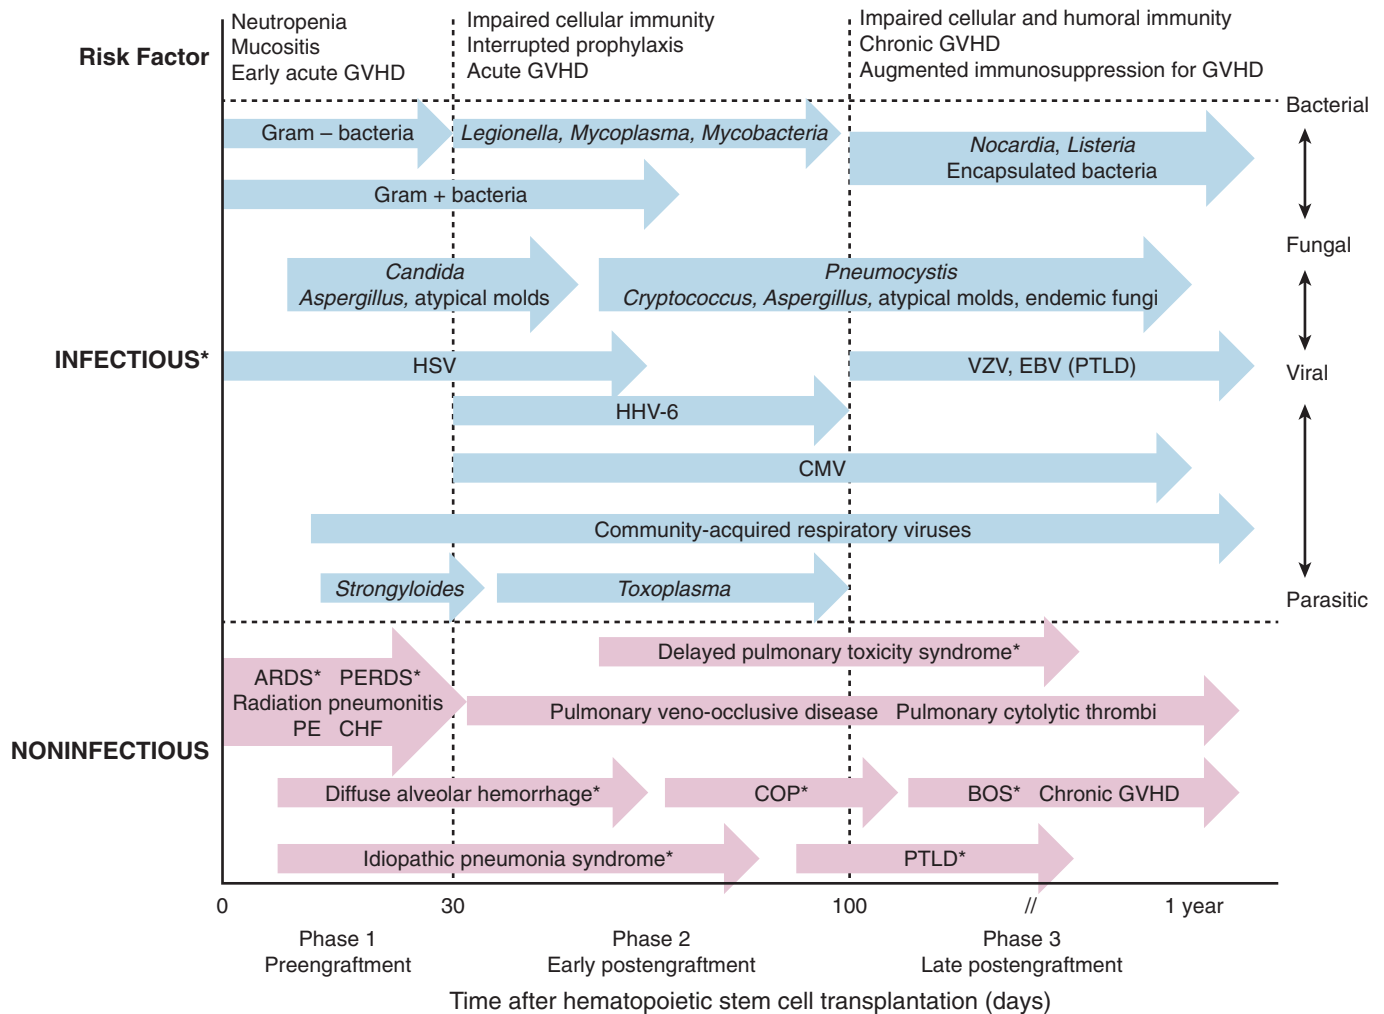 Risk Factor
Neutropenia
Mucositis
Early acute GVHD
Impaired cellular immunity
Interrupted prophylaxis
Acute GVHD
Impaired cellular and humoral immunity
Chronic GVHD
Augmented immunosuppression for GVHD
INFECTIOUS*
Gram – bacteria
Legionella, Mycoplasma, Mycobacteria
Nocardia, Listeria
Encapsulated bacteria
Gram + bacteria
Candida
Aspergillus, atypical molds
Pneumocystis
Cryptococcus, Aspergillus, atypical molds, endemic fungi
HSV
VZV, EBV (PTLD)
HHV-6
CMV
Community-acquired respiratory viruses
Strongyloides
Toxoplasma
Bacterial
Fungal
Viral
Parasitic
NONINFECTIOUS
Delayed pulmonary toxicity syndrome*
ARDS* PERDS*
Radiation pneumonitis
PE CHF
Pulmonary veno-occlusive disease Pulmonary cytolytic thrombi
Diffuse alveolar hemorrhage*
COP*
BOS* Chronic GVHD
Idiopathic pneumonia syndrome*
PTLD*
0
30
100
//
1 year
Phase 1
Preengraftment
Phase 2
Early postengraftment
Phase 3
Late postengraftment
Time after hematopoietic stem cell transplantation (days)